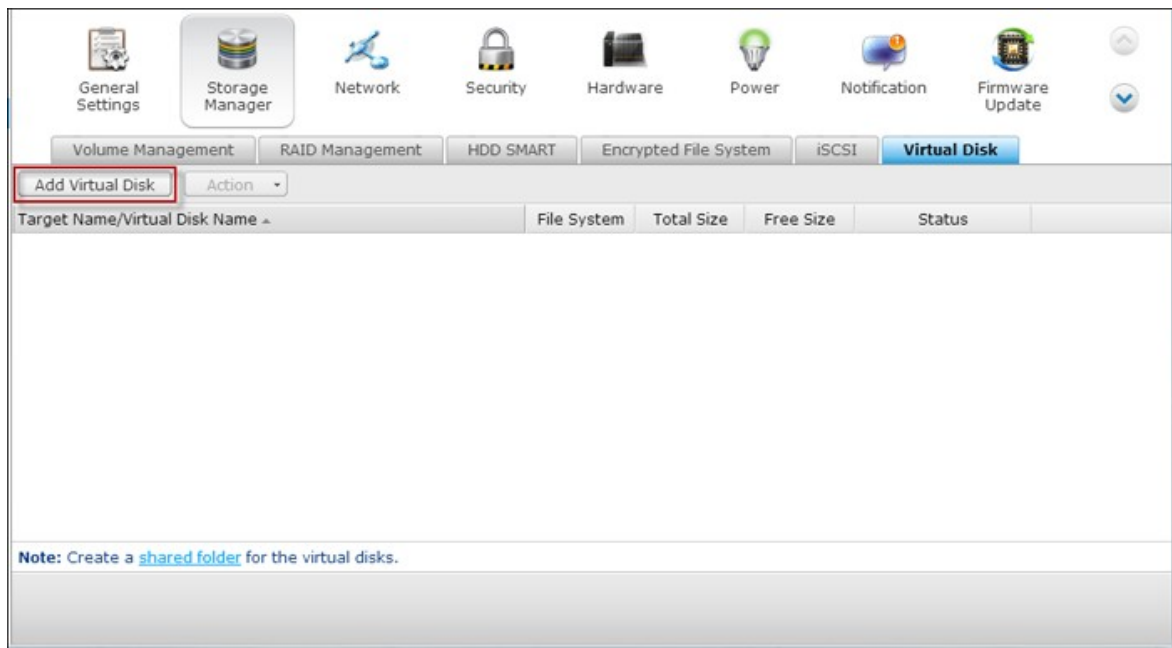 General Settings
Storage Manager
Network
Security
Hardware
Power
Notification
Firmware Update
Volume Management
RAID Management
HDD SMART
Encrypted File System
iSCSI
Virtual Disk
Add Virtual Disk
Action
Target Name/Virtual Disk Name
File System
Total Size
Free Size
Status
Note: Create a shared folder for the virtual disks.